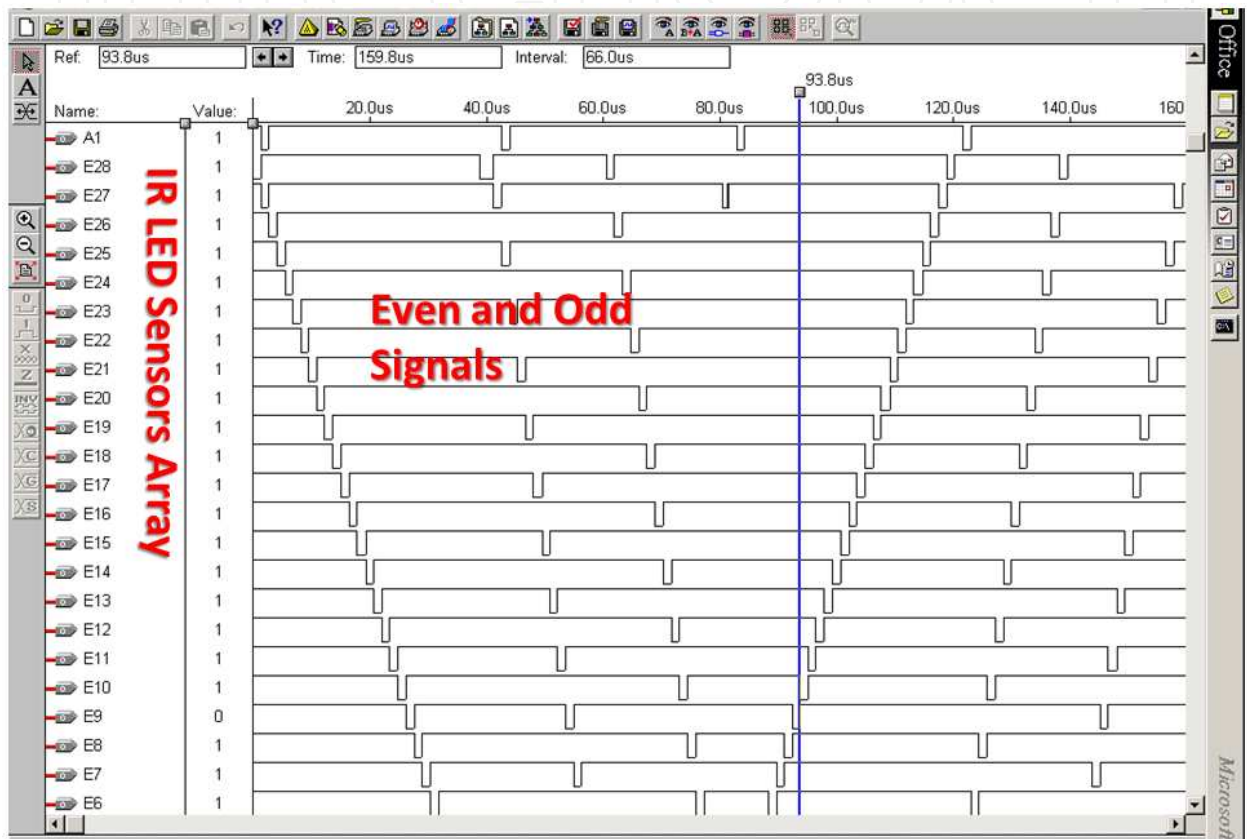 Ref: 93.8us Time: 159.8us Interval: 66.0us
93.8us
Name: Value: 20.0us 40.0us 60.0us 80.0us 100.0us 120.0us 140.0us 160
A1 1
E28 1
E27 1
E26 1
E25 1
E24 1
E23 1
E22 1
E21 1
E20 1
E19 1
E18 1
E17 1
E16 1
E15 1
E14 1
E13 1
E12 1
E11 1
E10 1
E9 0
E8 1
E7 1
E6 1
IR LED Sensors Array
Even and Odd
Signals
Office
Microsoft